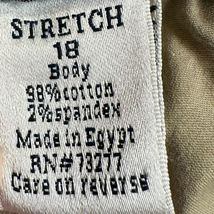 STRETCH
18
Body
98%cotton
2%spandex
Made in Egypt
RN#73277
Care on reverse